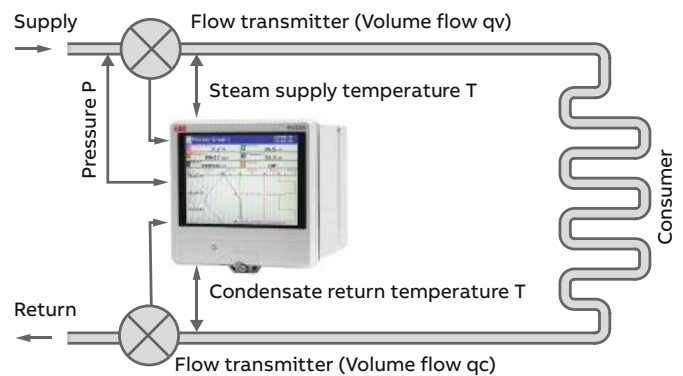 Supply
Flow transmitter (Volume flow qv)
Steam supply temperature T
Pressure P
ABB
Consumer
Condensate return temperature T
Return
Flow transmitter (Volume flow qc)